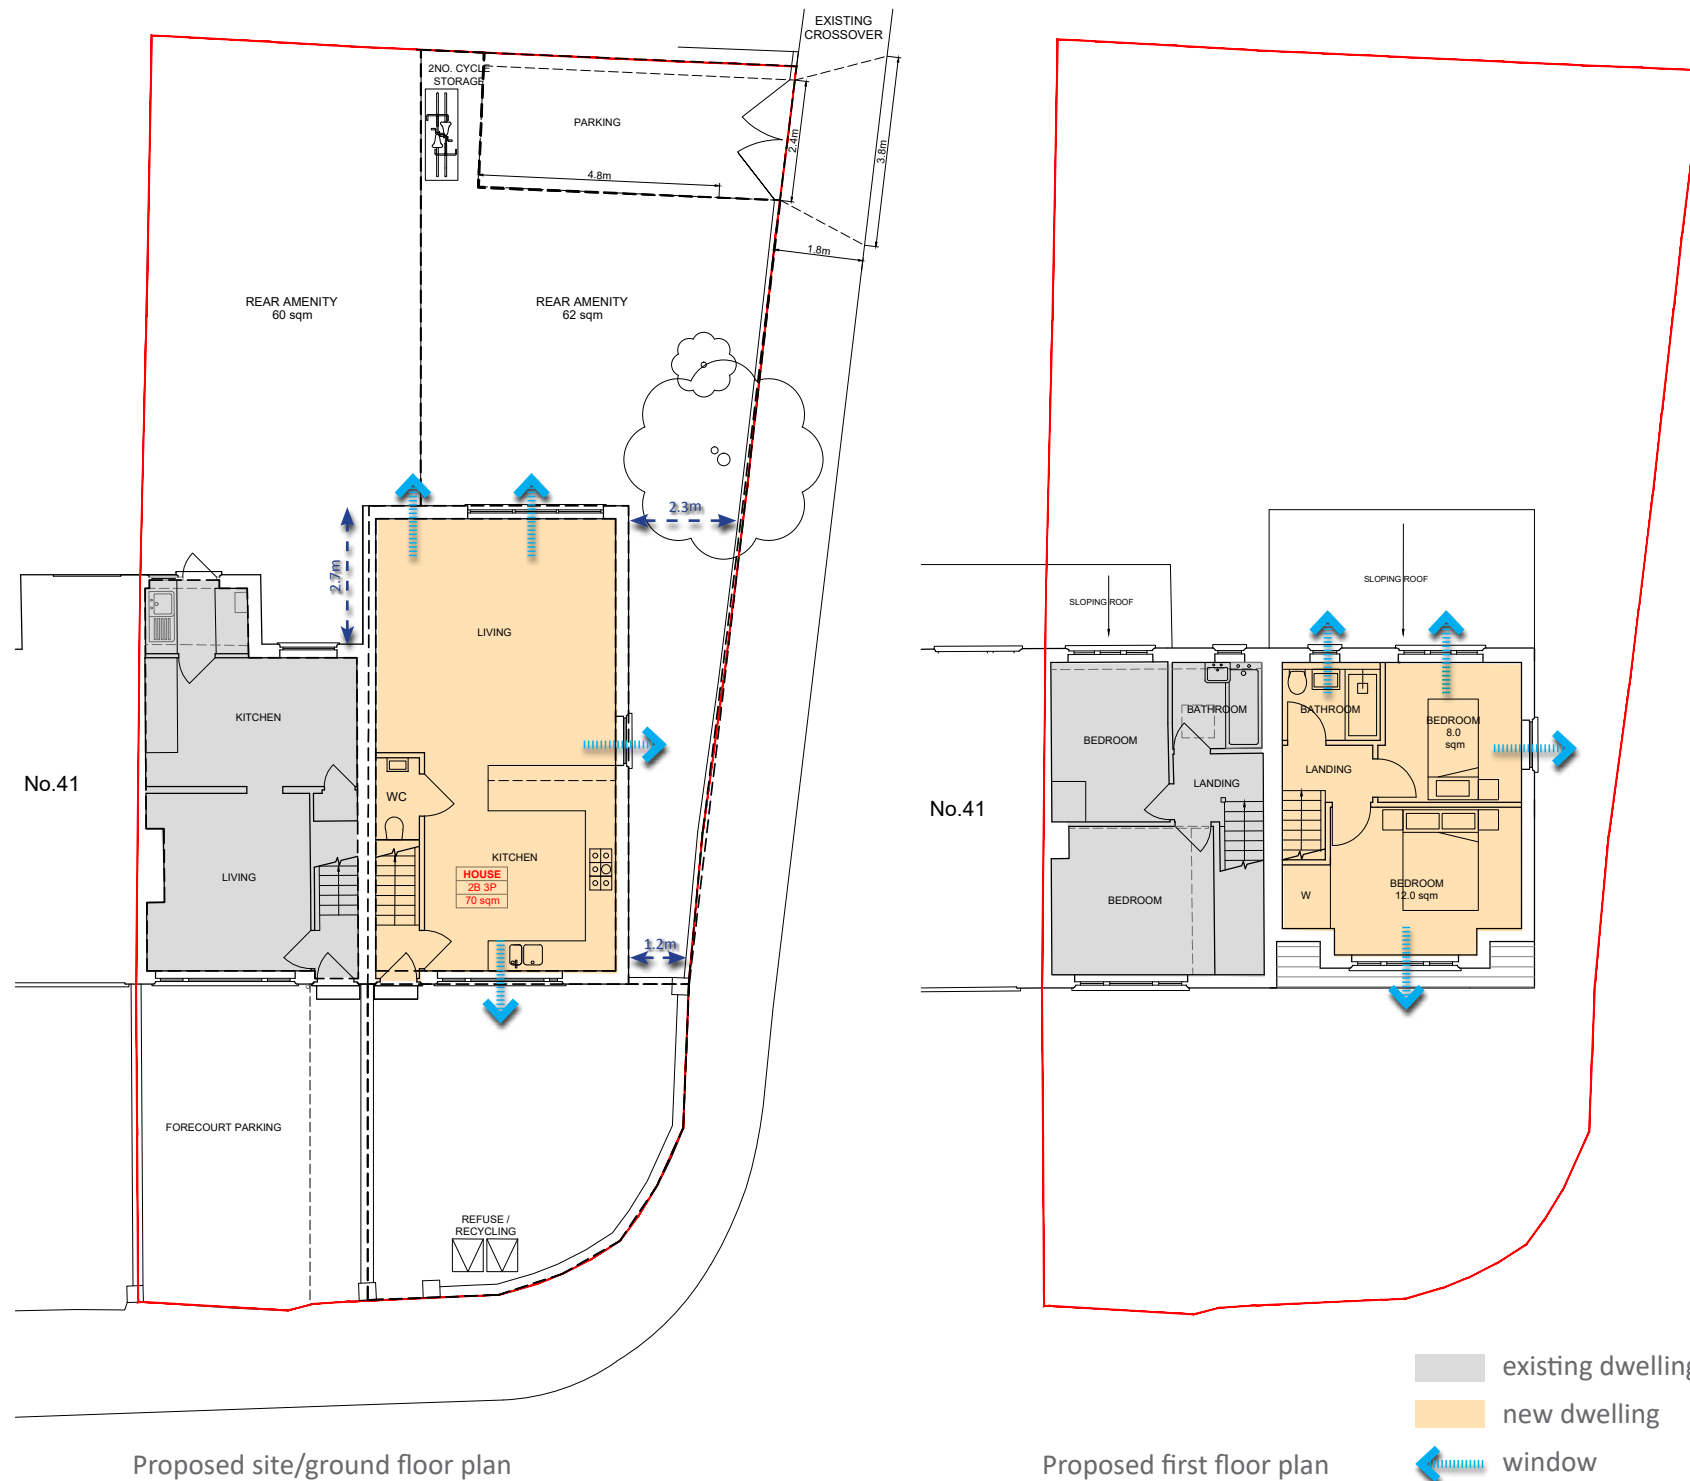 EXISTING
CROSSOVER
2NO. CYCLE
STORAGE
PARKING
2.4m
3.8m
4.8m
1.8m
REAR AMENITY
60 sqm
REAR AMENITY
62 sqm
2.3m
2.7m
LIVING
KITCHEN
No.41
WC
LIVING
KITCHEN
HOUSE
2B 3P
70 sqm
1.2m
FORECOURT PARKING
REFUSE /
RECYCLING
Proposed site/ground floor plan
SLOPING ROOF
SLOPING ROOF
BEDROOM
BATHROOM
BATHROOM
BEDROOM
8.0
sqm
LANDING
LANDING
No.41
BEDROOM
W
BEDROOM
12.0 sqm
Proposed first floor plan
existing dwelling
new dwelling
window